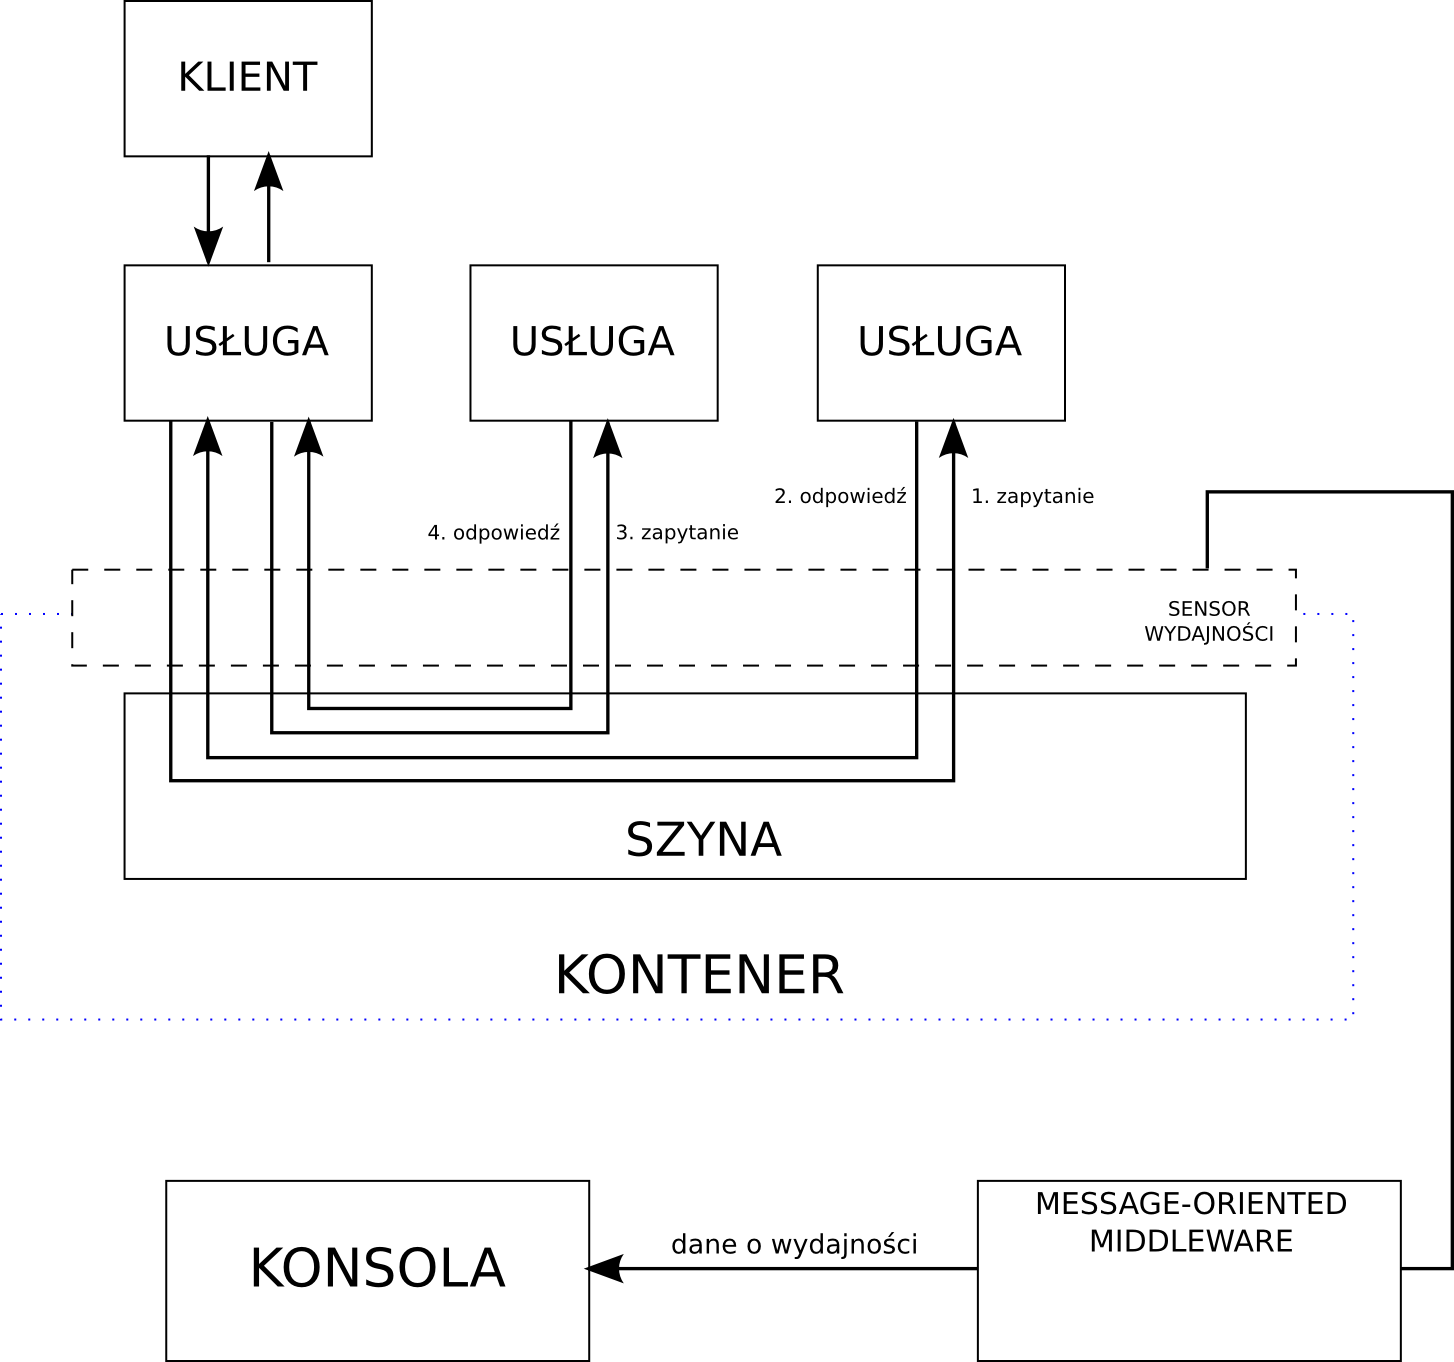 KLIENT
USŁUGA
USŁUGA
USŁUGA
2. odpowiedź
1. zapytanie
4. odpowiedź
3. zapytanie
SENSOR
WYDAJNOŚCI
SZYNA
KONTENER
KONSOLA
dane o wydajności
MESSAGE-ORIENTED
MIDDLEWARE